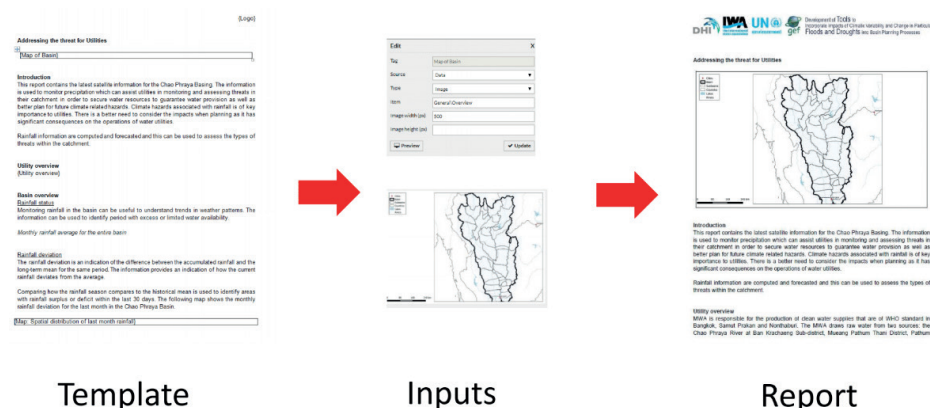 [Logo]
Addressing the threat for Utilities
[Map of Basin]
Introduction
This report contains the latest satellite information for the Chao Phraya Basing. The information
is used to monitor precipitation which can assist utilities in monitoring and assessing threats in
their catchment in order to secure water resources to guarantee water provision as well as
better plan for future climate related hazards. Climate hazards associated with rainfall is of key
importance to utilities. There is a better need to consider the impacts when planning as it has
significant consequences on the operations of water utilities.
Rainfall information are computed and forecasted and this can be used to assess the types of
threats within the catchment.
Utility overview
[Utility overview]
Basin overview
Rainfall status
Monitoring rainfall in the basin can be useful to understand trends in weather patterns. The
information can be used to identify period with excess or limited water availability.
Monthly rainfall average for the entire basin
Rainfall deviation
The rainfall deviation is an indication of the difference between the accumulated rainfall and the
long-term mean for the same period. The information provides an indication of how the current
rainfall deviates from the average.
Comparing how the rainfall season compares to the historical mean is used to identify areas
with rainfall surplus or deficit within the last 30 days. The following map shows the monthly
rainfall deviation for the last month in the Chao Phraya Basin.
[Map: Spatial distribution of last month rainfall]
Template
Edit X
Tag Map of Basin
Source Data
Type Image
Item General Overview
Image width (px) 500
Image height (px)
Preview Update
Inputs
DHI IWA UN gef
Development of Tools to
Incorporate Impacts of Climate Variability and Change in Particular
Floods and Droughts into Basin Planning Processes
Addressing the threat for Utilities
Introduction
This report contains the latest satellite information for the Chao Phraya Basing. The information
is used to monitor precipitation which can assist utilities in monitoring and assessing threats in
their catchment in order to secure water resources to guarantee water provision as well as
better plan for future climate related hazards. Climate hazards associated with rainfall is of key
importance to utilities. There is a better need to consider the impacts when planning as it has
significant consequences on the operations of water utilities.
Rainfall information are computed and forecasted and this can be used to assess the types of
threats within the catchment.
Utility overview
MWA is responsible for the production of clean water supplies that are of WHO standard in
Bangkok, Samut Prakan and Nonthaburi. The MWA draws raw water from two sources; the
Chao Phraya River at Ban Krachaeng Sub-district, Mueang Pathum Thani District, Pathum
Report